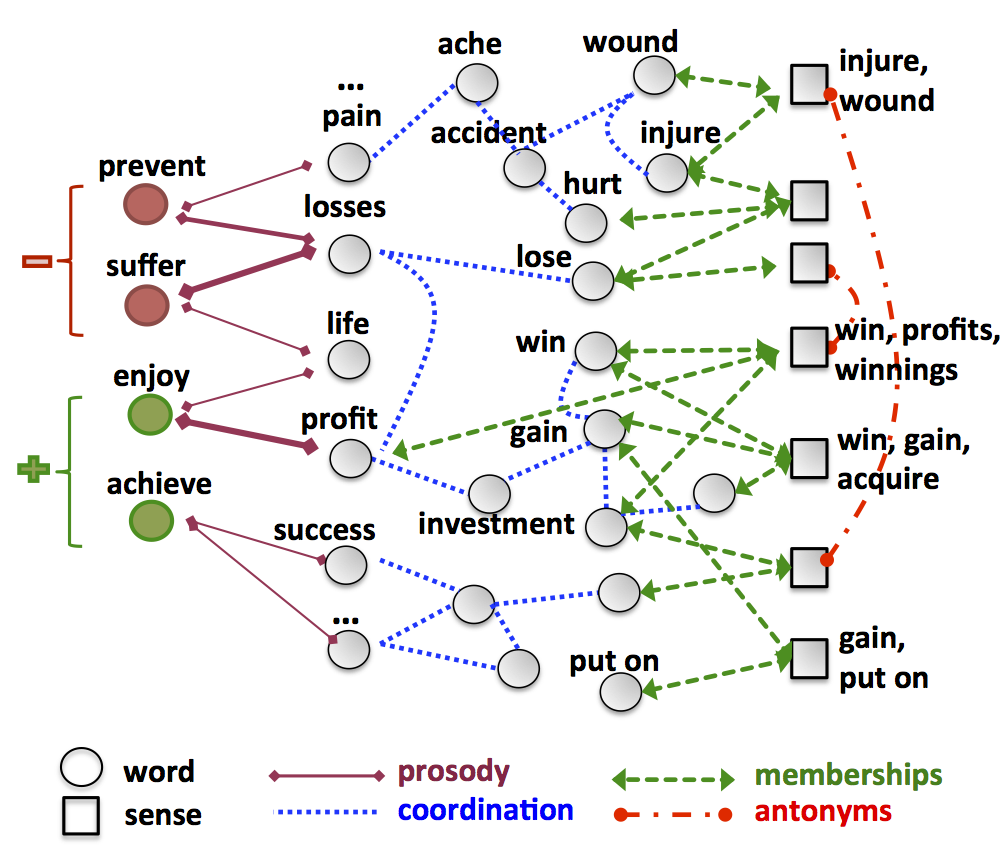 ache
wound
injure,
wound
...
pain
accident
injure
prevent
hurt
losses
suffer
lose
life
win
win, profits,
winnings
enjoy
profit
gain
win, gain,
acquire
achieve
success
investment
...
put on
gain,
put on
word
prosody
memberships
sense
coordination
antonyms